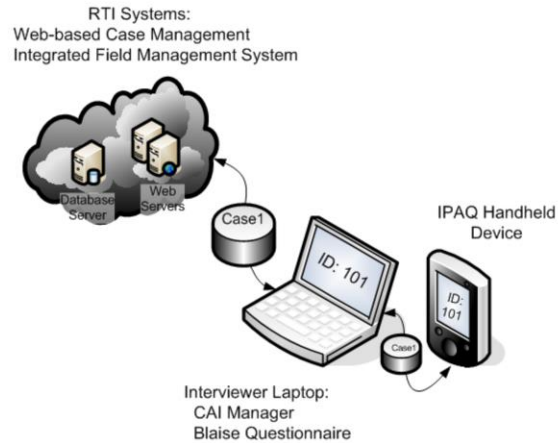 RTI Systems:
Web-based Case Management
Integrated Field Management System
Database
Server
Web
Servers
Case1
ID: 101
IPAQ Handheld
Device
ID:
101
Case1
Interviewer Laptop:
CAI Manager
Blaise Questionnaire